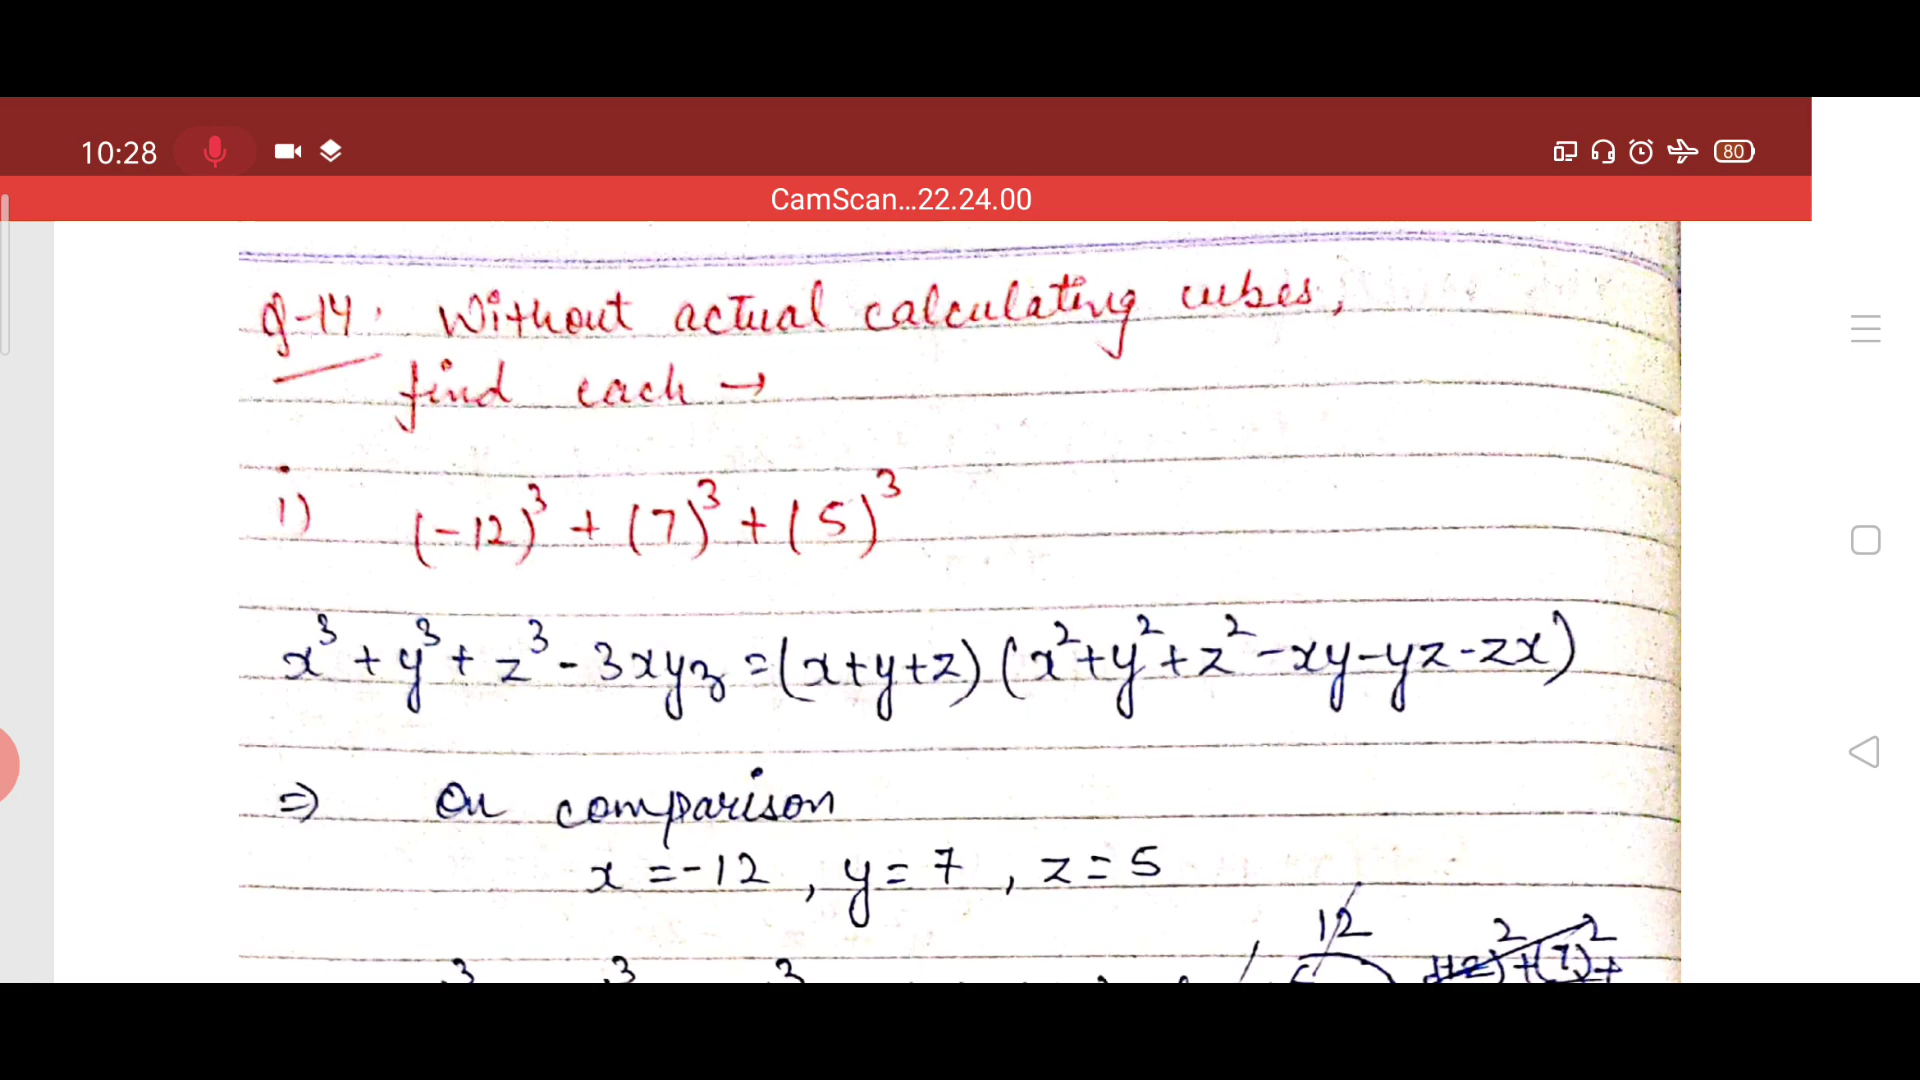 10:28
80
CamScan...22.24.00
Q-14. Without actual calculating cubes,
find each →
i) (-12)³ + (7)³ + (5)³
x³ + y³ + z³ - 3xyz = (x+y+z) (x²+y²+z²-xy-yz-zx)
⇒ On comparison
x = -12 , y = 7 , z = 5
12